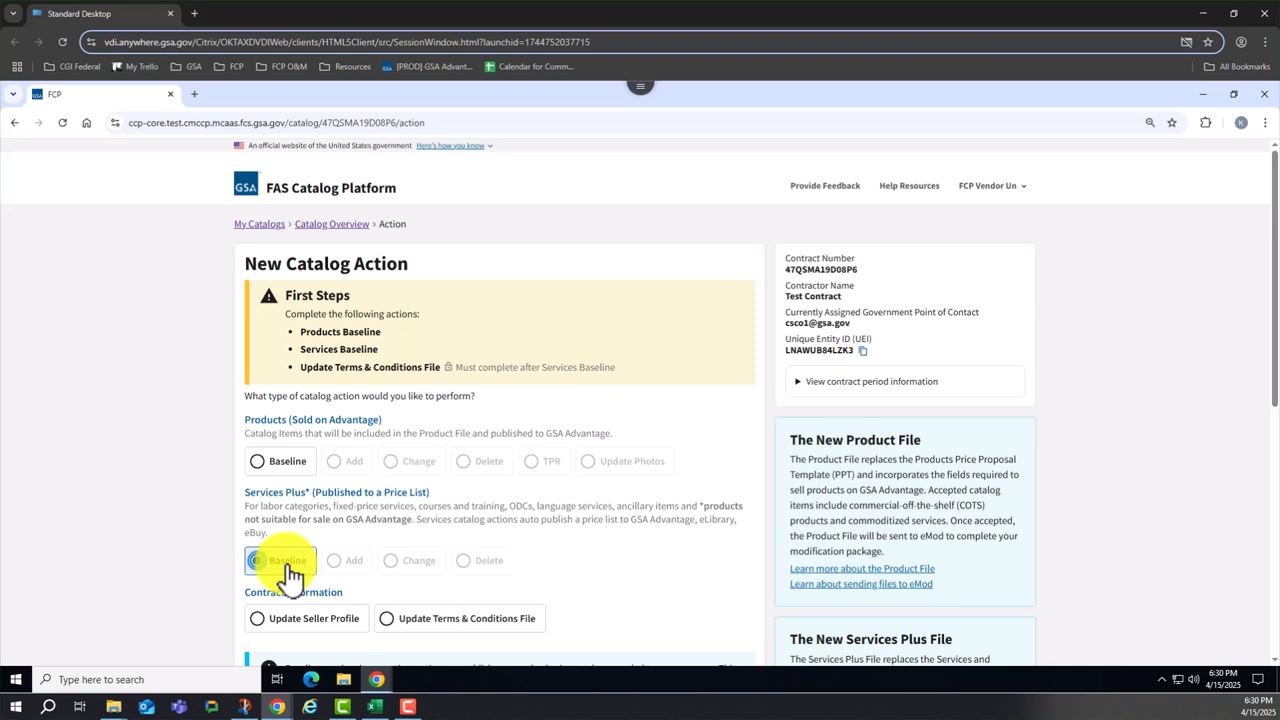 Standard Desktop
vdi.anywhere.gsa.gov/Citrix/OKTAXDVDIWeb/clients/HTMLClient/src/SessionWindow.html?launchid=1744452037715
CGI Federal
My Trello
GSA
FCP
FCP O&M
Resources
[PROD] GSA Advant...
Calendar for Comm...
All Bookmarks
FCP
ccp-core.test.cmccp.mcaas.fcs.gsa.gov/catalog/47QSMA19D08P6/action
K
An official website of the United States government Here's how you know
GSA
FAS Catalog Platform
Provide Feedback
Help Resources
FCP Vendor Un
My Catalogs › Catalog Overview › Action
New Catalog Action
First Steps
Complete the following actions:
• Products Baseline
• Services Baseline
• Update Terms & Conditions File Must complete after Services Baseline
What type of catalog action would you like to perform?
Products (Sold on Advantage)
Catalog Items that will be included in the Product File and published to GSA Advantage.
Baseline
Add
Change
Delete
TPR
Update Photos
Services Plus* (Published to a Price List)
For labor categories, fixed-price services, courses and training, ODCs, language services, ancillary items and *products
not suitable for sale on GSA Advantage. Services catalog actions auto publish a price list to GSA Advantage, eLibrary,
eBuy.
Baseline
Add
Change
Delete
Update Seller Profile
Update Terms & Conditions File
Contract Number
47QSMA19D08P6
Contractor Name
Test Contract
Currently Assigned Government Point of Contact
csco1@gsa.gov
Unique Entity ID (UEI)
LNAWUB84LZK3
View contract period information
The New Product File
The Product File replaces the Products Price Proposal
Template (PPT) and incorporates the fields required to
sell products on GSA Advantage. Accepted catalog
items include commercial-off-the-shelf (COTS)
products and commoditized services. Once accepted,
the Product File will be sent to eMod to complete your
modification package.
Learn more about the Product File
Learn about sending files to eMod
The New Services Plus File
The Services Plus File replaces the Services and
Type here to search
6:30 PM
4/15/2025
6:30 PM
4/15/2025